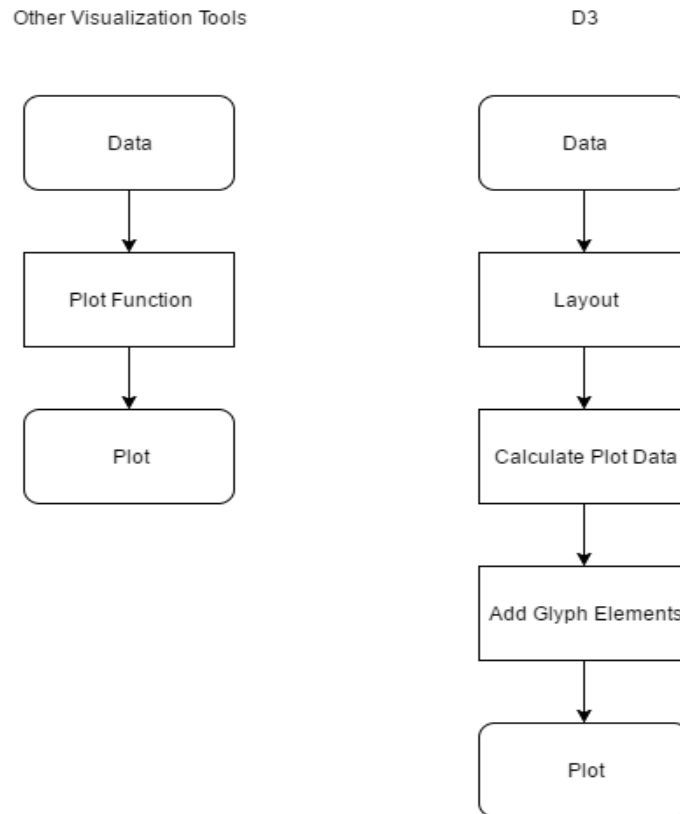 Other Visualization Tools
Data
Plot Function
Plot
D3
Data
Layout
Calculate Plot Data
Add Glyph Elements
Plot